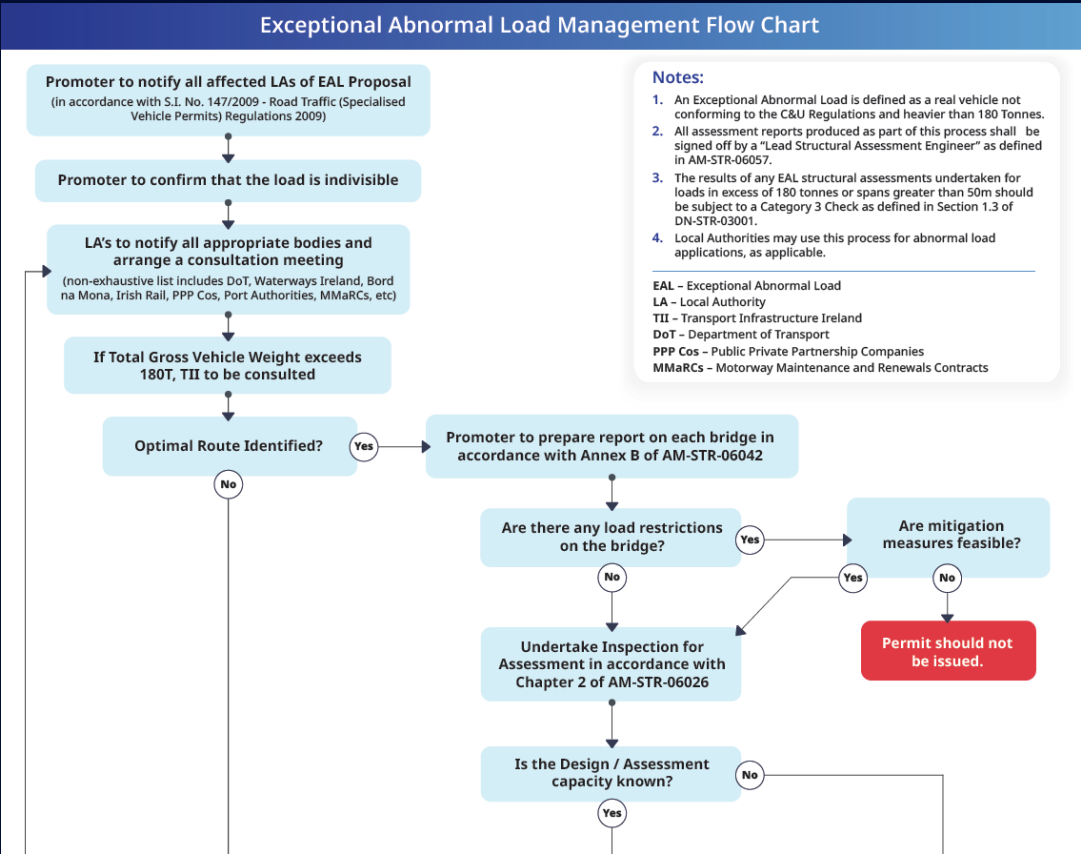 Exceptional Abnormal Load Management Flow Chart
Promoter to notify all affected LAs of EAL Proposal
(in accordance with S.I. No. 147/2009 - Road Traffic (Specialised
Vehicle Permits) Regulations 2009)
Promoter to confirm that the load is indivisible
LA's to notify all appropriate bodies and
arrange a consultation meeting
(non-exhaustive list includes DoT, Waterways Ireland, Bord
na Mona, Irish Rail, PPP Cos, Port Authorities, MMaRCs, etc)
If Total Gross Vehicle Weight exceeds
180T, TII to be consulted
Optimal Route Identified?
Yes
No
Notes:
1. An Exceptional Abnormal Load is defined as a real vehicle not
conforming to the C&U Regulations and heavier than 180 Tonnes.
2. All assessment reports produced as part of this process shall be
signed off by a “Lead Structural Assessment Engineer” as defined
in AM-STR-06057.
3. The results of any EAL structural assessments undertaken for
loads in excess of 180 tonnes or spans greater than 50m should
be subject to a Category 3 Check as defined in Section 1.3 of
DN-STR-03001.
4. Local Authorities may use this process for abnormal load
applications, as applicable.
EAL – Exceptional Abnormal Load
LA – Local Authority
TII – Transport Infrastructure Ireland
DoT – Department of Transport
PPP Cos – Public Private Partnership Companies
MMaRCs – Motorway Maintenance and Renewals Contracts
Promoter to prepare report on each bridge in
accordance with Annex B of AM-STR-06042
Are there any load restrictions
on the bridge?
Yes
No
Are mitigation
measures feasible?
Yes
No
Permit should not
be issued.
Undertake Inspection for
Assessment in accordance with
Chapter 2 of AM-STR-06026
Is the Design / Assessment
capacity known?
No
Yes